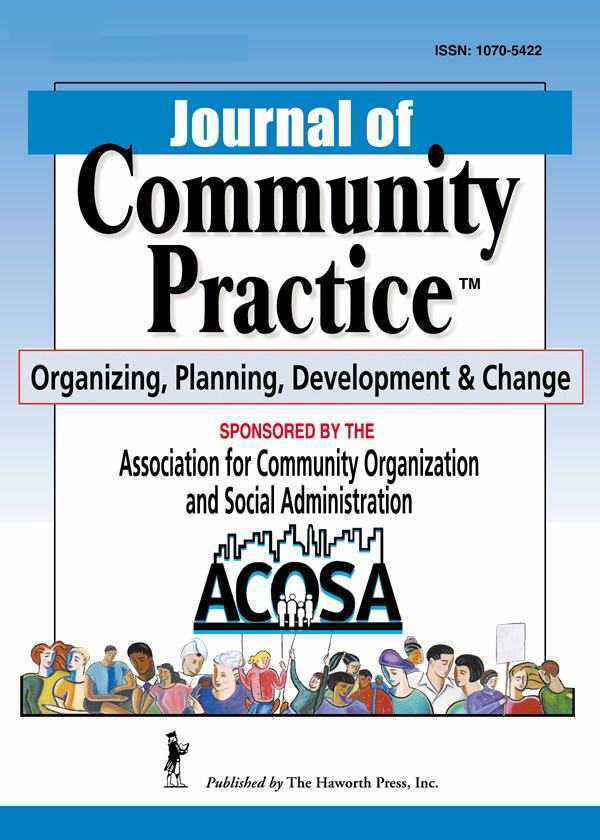 ISSN: 1070-5422
Journal of
Community
Practice™
Organizing, Planning, Development & Change
SPONSORED BY THE
Association for Community Organization
and Social Administration
ACOSA
Published by The Haworth Press, Inc.